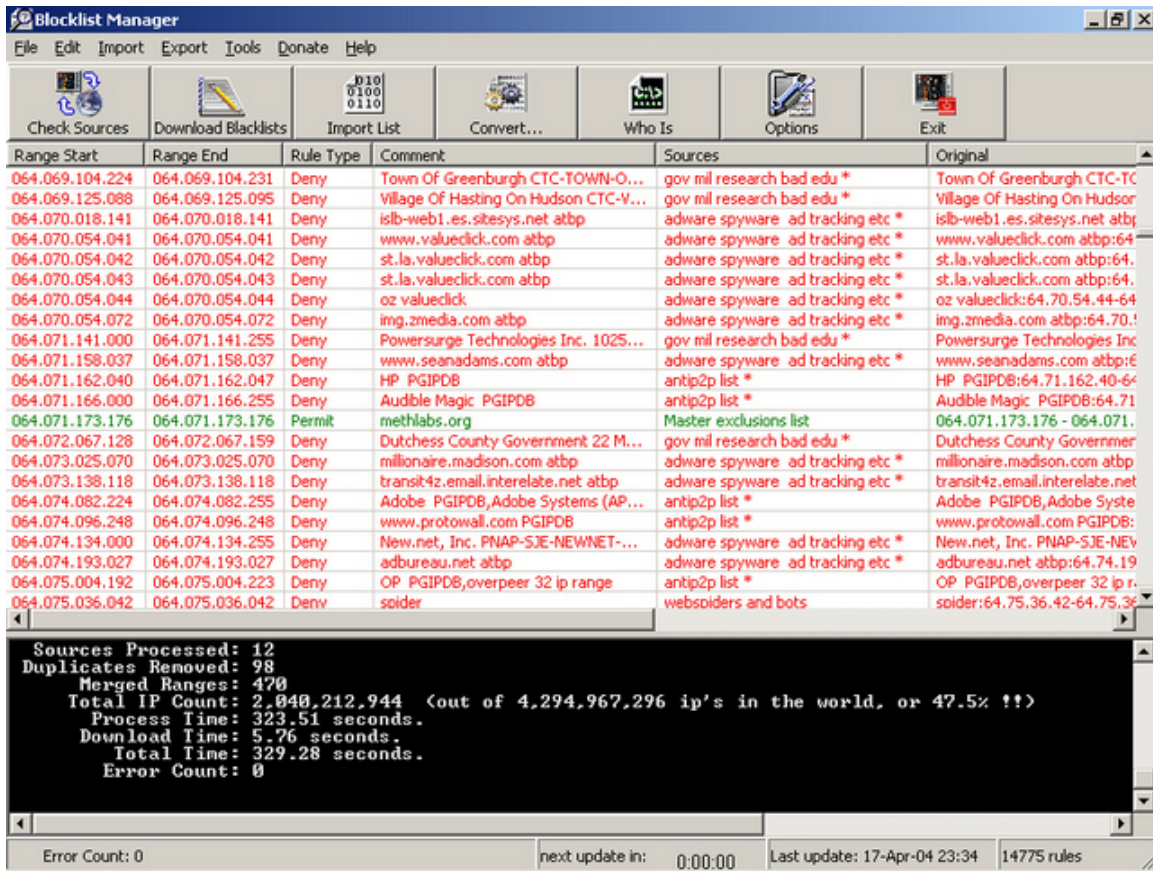 Blocklist Manager
File Edit Import Export Tools Donate Help
Check Sources Download Blacklists Import List Convert... Who Is Options Exit
Range Start Range End Rule Type Comment Sources Original
064.069.104.224 064.069.104.231 Deny Town Of Greenburgh CTC-TOWN-O... gov mil research bad edu * Town Of Greenburgh CTC-TO
064.069.125.088 064.069.125.095 Deny Village Of Hasting On Hudson CTC-V... gov mil research bad edu * Village Of Hasting On Hudson
064.070.018.141 064.070.018.141 Deny islb-web1.es.sitesys.net atbp adware spyware ad tracking etc * islb-web1.es.sitesys.net atbp
064.070.054.041 064.070.054.041 Deny www.valueclick.com atbp adware spyware ad tracking etc * www.valueclick.com atbp:64
064.070.054.042 064.070.054.042 Deny st.la.valueclick.com atbp adware spyware ad tracking etc * st.la.valueclick.com atbp:64.
064.070.054.043 064.070.054.043 Deny st.la.valueclick.com atbp adware spyware ad tracking etc * st.la.valueclick.com atbp:64.
064.070.054.044 064.070.054.044 Deny oz valueclick adware spyware ad tracking etc * oz valueclick:64.70.54.44-64
064.070.054.072 064.070.054.072 Deny img.zmedia.com atbp adware spyware ad tracking etc * img.zmedia.com atbp:64.70.5
064.071.141.000 064.071.141.255 Deny Powersurge Technologies Inc. 1025... gov mil research bad edu * Powersurge Technologies Inc
064.071.158.037 064.071.158.037 Deny www.seanadams.com atbp adware spyware ad tracking etc * www.seanadams.com atbp:6
064.071.162.040 064.071.162.047 Deny HP PGIPDB antip2p list * HP PGIPDB:64.71.162.40-64
064.071.166.000 064.071.166.255 Deny Audible Magic PGIPDB antip2p list * Audible Magic PGIPDB:64.71
064.071.173.176 064.071.173.176 Permit methlabs.org Master exclusions list 064.071.173.176 - 064.071.
064.072.067.128 064.072.067.159 Deny Dutchess County Government 22 M... gov mil research bad edu * Dutchess County Governmen
064.073.025.070 064.073.025.070 Deny millionaire.madison.com atbp adware spyware ad tracking etc * millionaire.madison.com atbp
064.073.138.118 064.073.138.118 Deny transit4z.email.interelate.net atbp adware spyware ad tracking etc * transit4z.email.interelate.net
064.074.082.224 064.074.082.255 Deny Adobe PGIPDB,Adobe Systems (AP... antip2p list * Adobe PGIPDB,Adobe Syste
064.074.096.248 064.074.096.248 Deny www.protowall.com PGIPDB antip2p list * www.protowall.com PGIPDB:
064.074.134.000 064.074.134.255 Deny New.net, Inc. PNAP-SJE-NEWNET-... adware spyware ad tracking etc * New.net, Inc. PNAP-SJE-NEV
064.074.193.027 064.074.193.027 Deny adbureau.net atbp adware spyware ad tracking etc * adbureau.net atbp:64.74.19
064.075.004.192 064.075.004.223 Deny OP PGIPDB,overpeer 32 ip range antip2p list * OP PGIPDB,overpeer 32 ip r
064.075.036.042 064.075.036.042 Deny spider webspiders and bots spider:64.75.36.42-64.75.36
Sources Processed: 12
Duplicates Removed: 98
Merged Ranges: 470
Total IP Count: 2,040,212,944 (out of 4,294,967,296 ip's in the world, or 47.5% !!)
Process Time: 323.51 seconds.
Download Time: 5.76 seconds.
Total Time: 329.28 seconds.
Error Count: 0
Error Count: 0 next update in: 0:00:00 Last update: 17-Apr-04 23:34 14775 rules